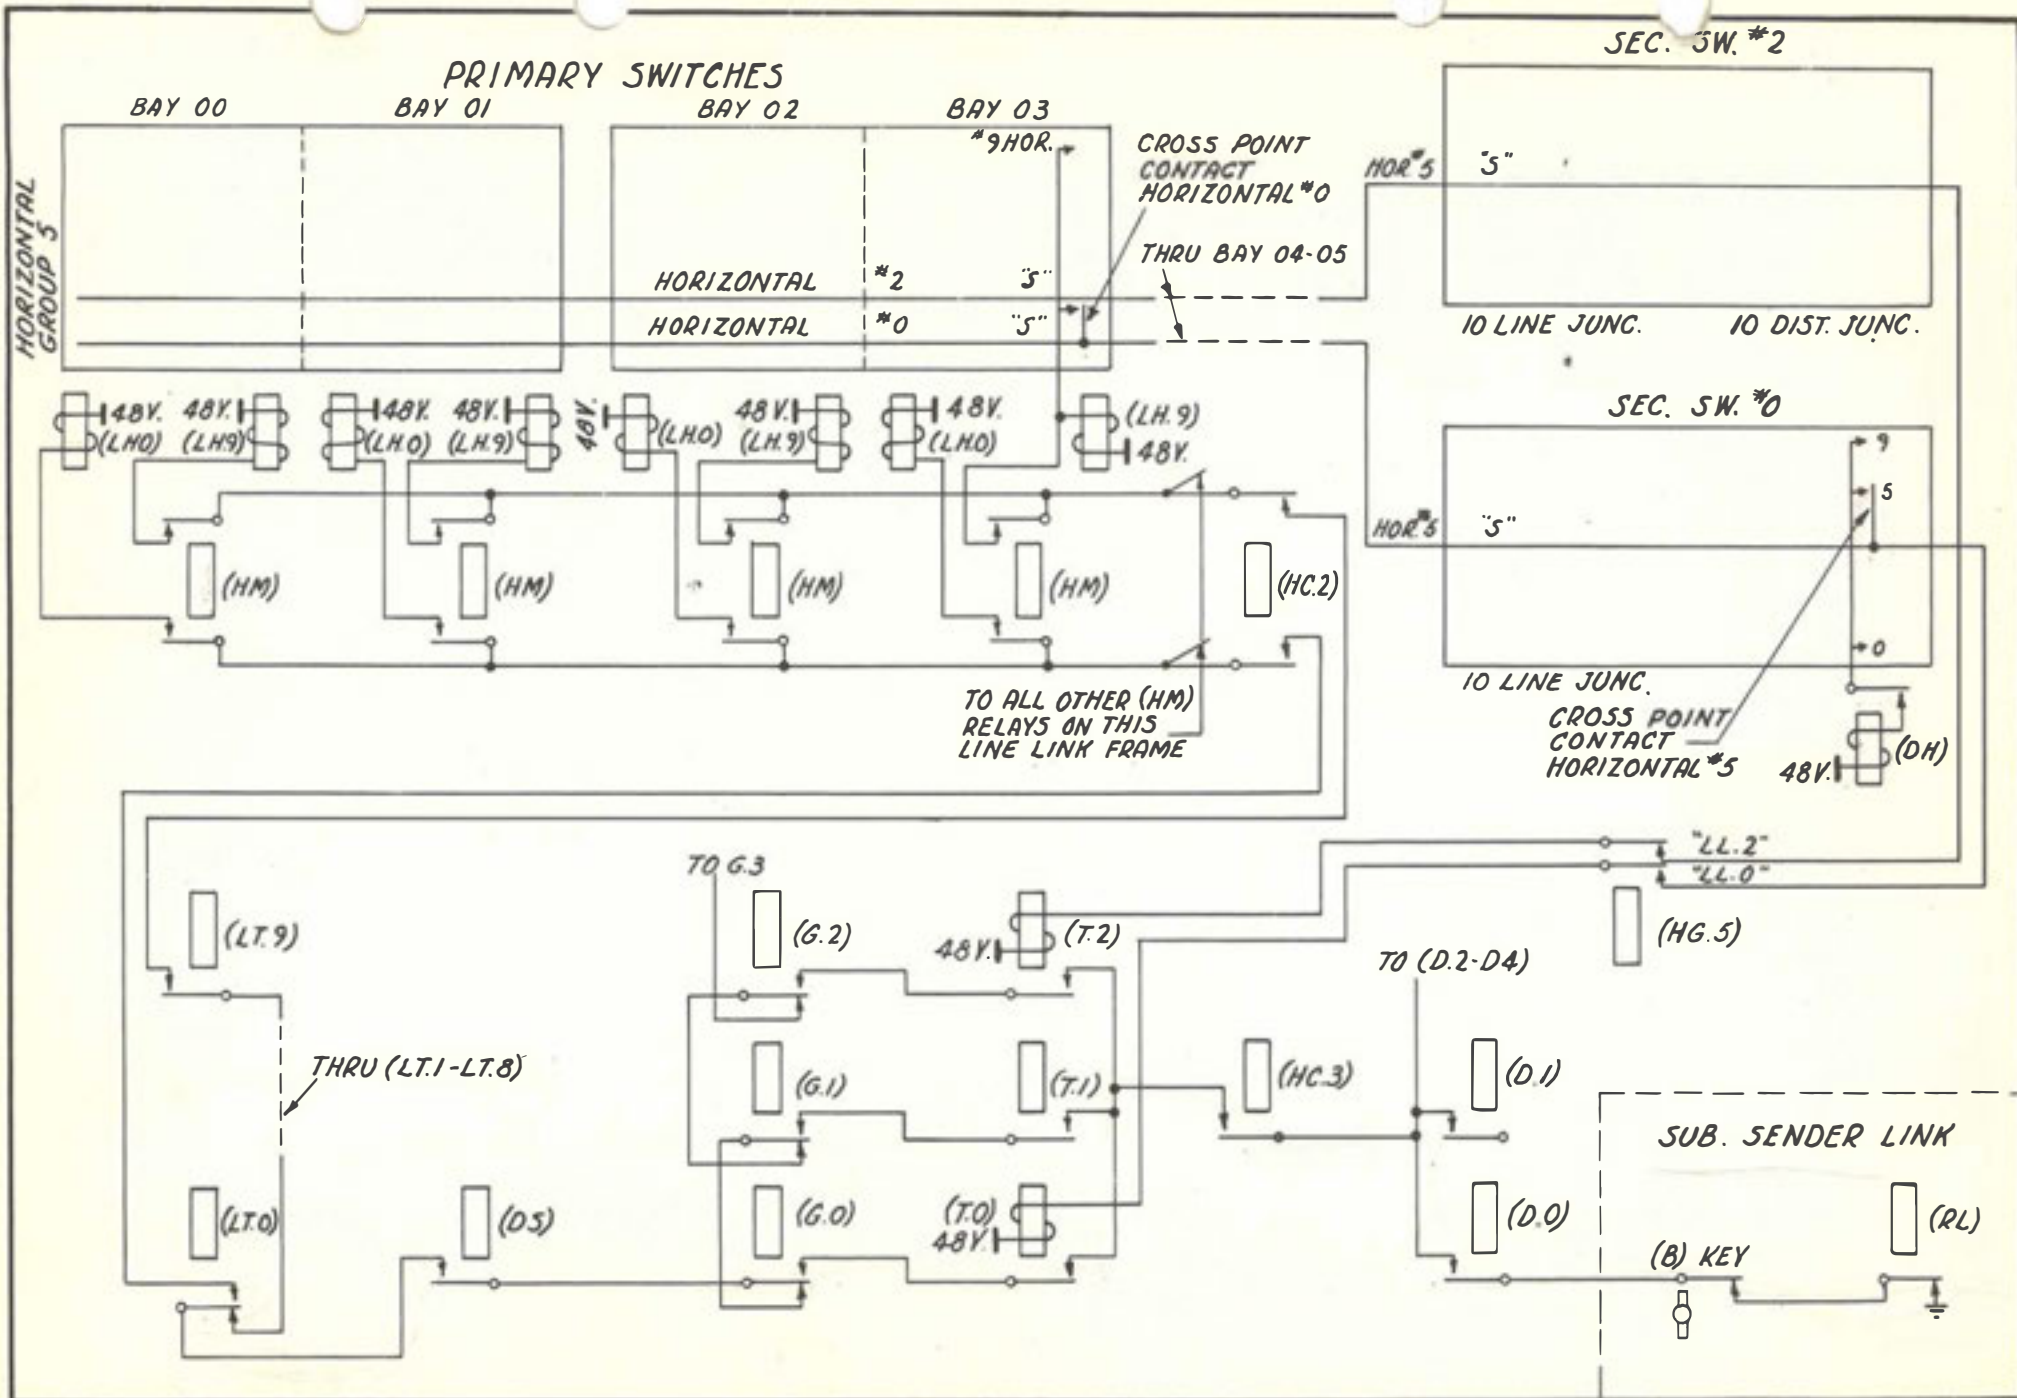 PRIMARY SWITCHES
BAY 00
BAY 01
BAY 02
BAY 03
#9 HOR.
HORIZONTAL
GROUP 5
HORIZONTAL #2 "S"
HORIZONTAL #0 "S"
CROSS POINT
CONTACT
HORIZONTAL #0
THRU BAY 04-05
SEC. SW. #2
HOR #5
"S"
10 LINE JUNC.
10 DIST. JUNC.
SEC. SW. #0
HOR #5
"S"
9
5
0
10 LINE JUNC.
CROSS POINT
CONTACT
HORIZONTAL #5
48V.
(DH)
48V.
(LH.0)
48V.
(LH.9)
48V.
(LH.0)
48V.
(LH.9)
48V.
(LH.0)
48V.
(LH.9)
48V.
(LH.0)
(LH.9)
48V.
(HM)
(HM)
(HM)
(HM)
(HC.2)
TO ALL OTHER (HM)
RELAYS ON THIS
LINE LINK FRAME
"LL.2"
"LL.0"
(HG.5)
TO G.3
(LT.9)
(G.2)
48V.
(T.2)
TO (D.2-D4)
THRU (LT.1-LT.8)
(G.1)
(T.1)
(HC.3)
(D.1)
(LT.0)
(DS)
(G.0)
(T.0)
48V.
(D.0)
SUB. SENDER LINK
(B) KEY
(RL)